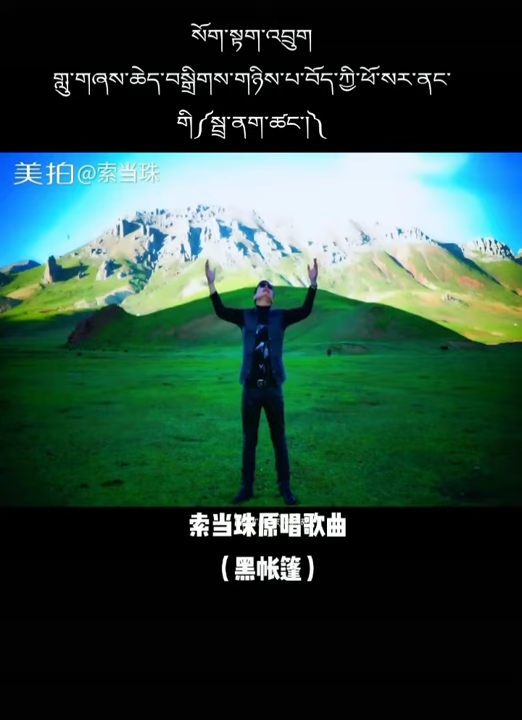 སོག་སྟག་འབྲུག
གླུ་གཞས་ཆེད་བསྒྲིགས་གཉིས་པ་བོད་ཀྱི་ཕོ་སར་ནང་
གི༼སྦྲ་ནག་ཚང་།༽
美拍@索当珠
索当珠原唱歌曲
（黑帐篷）